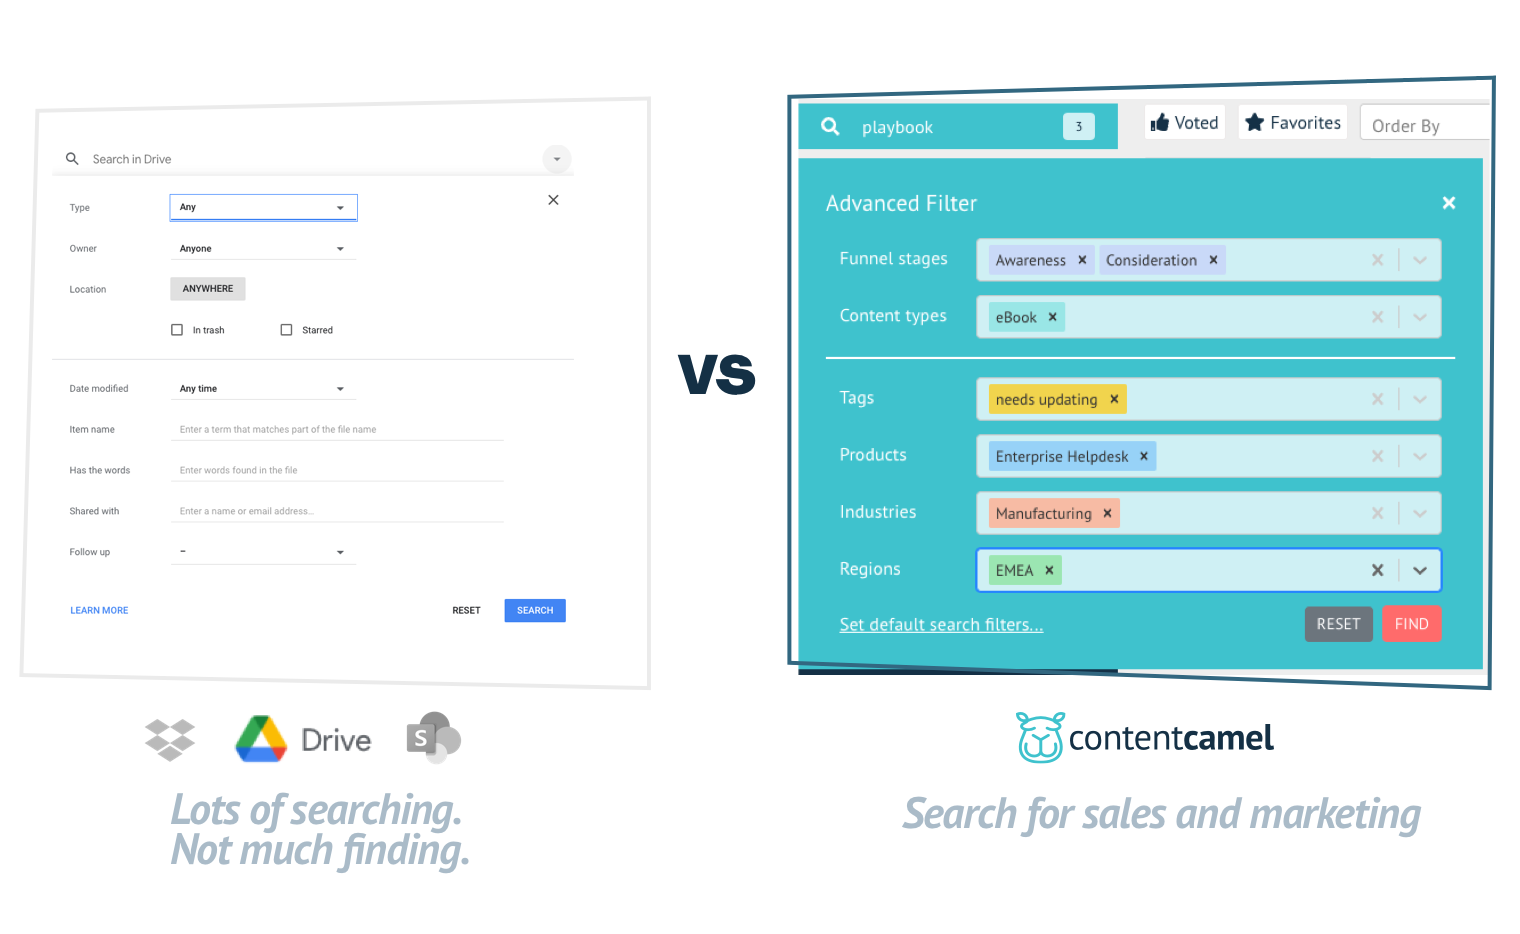 Search in Drive
Type Any
Owner Anyone
Location ANYWHERE
In trash Starred
Date modified Any time
Item name Enter a term that matches part of the file name
Has the words Enter words found in the file
Shared with Enter a name or email address...
Follow up –
LEARN MORE RESET SEARCH
Drive S
Lots of searching.
Not much finding.
vs
playbook 3 Voted Favorites Order By
Advanced Filter
Funnel stages Awareness × Consideration ×
Content types eBook ×
Tags needs updating ×
Products Enterprise Helpdesk ×
Industries Manufacturing ×
Regions EMEA ×
Set default search filters... RESET FIND
contentcamel
Search for sales and marketing